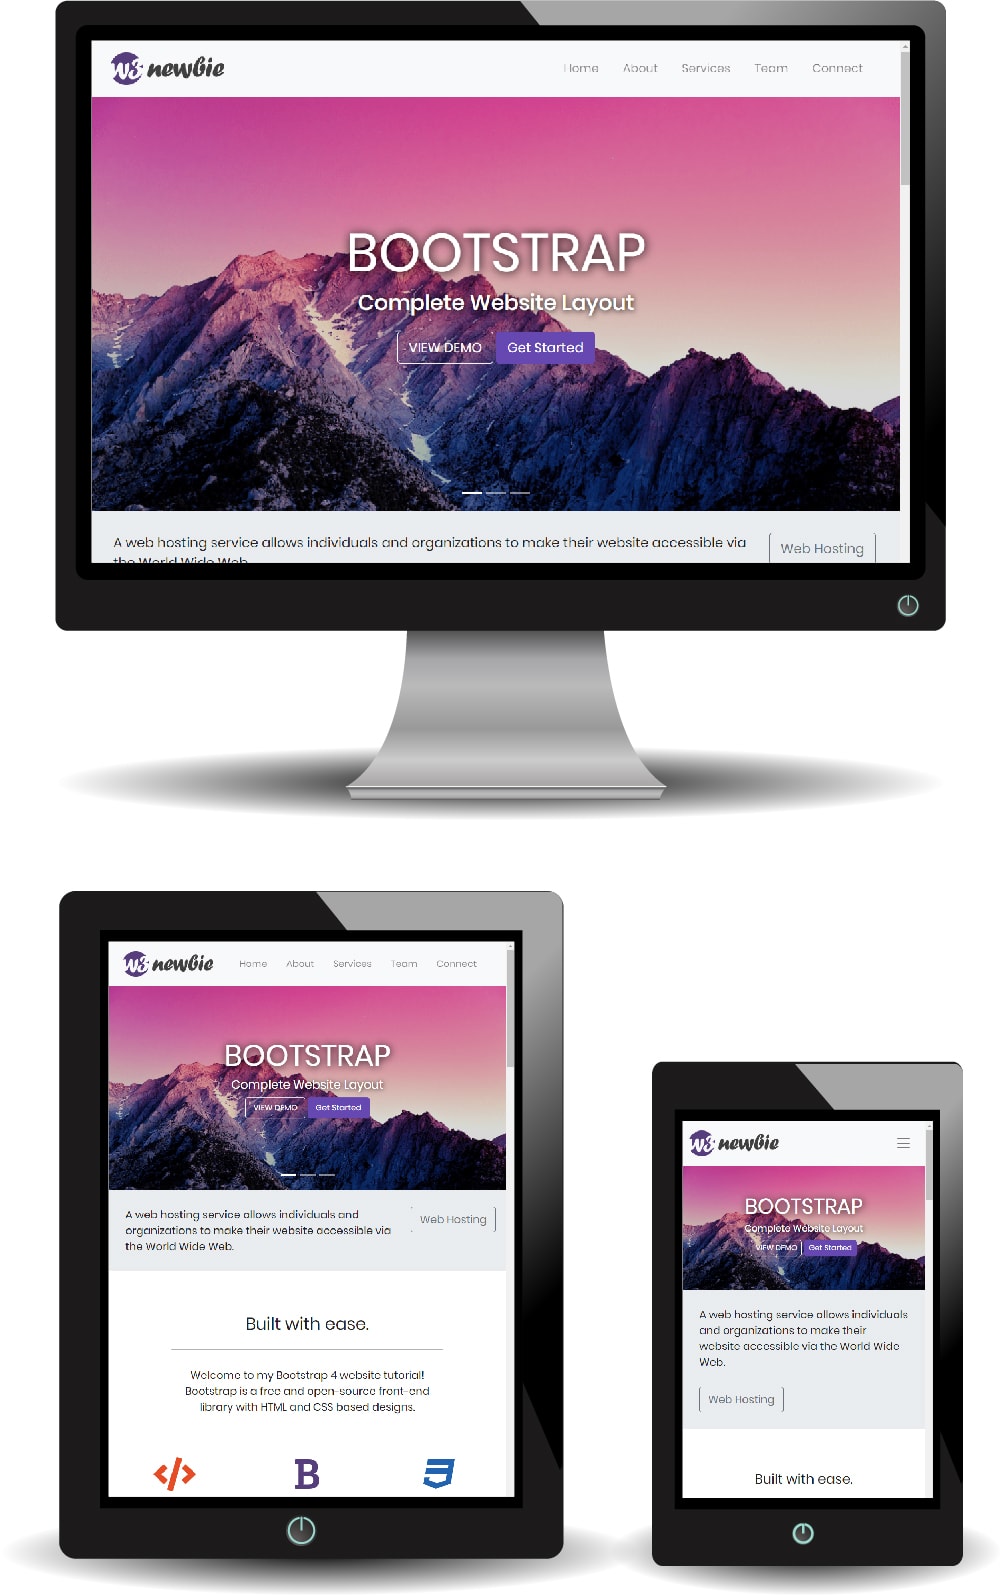 W3 newbie
Home About Services Team Connect
BOOTSTRAP
Complete Website Layout
VIEW DEMO Get Started
A web hosting service allows individuals and organizations to make their website accessible via
the World Wide Web.
Web Hosting
W3 newbie
Home About Services Team Connect
BOOTSTRAP
Complete Website Layout
VIEW DEMO Get Started
A web hosting service allows individuals and
organizations to make their website accessible via
the World Wide Web.
Web Hosting
Built with ease.
Welcome to my Bootstrap 4 website tutorial!
Bootstrap is a free and open-source front-end
library with HTML and CSS based designs.
</>
B
3
W3 newbie
BOOTSTRAP
Complete Website Layout
VIEW DEMO Get Started
A web hosting service allows individuals
and organizations to make their
website accessible via the World Wide
Web.
Web Hosting
Built with ease.